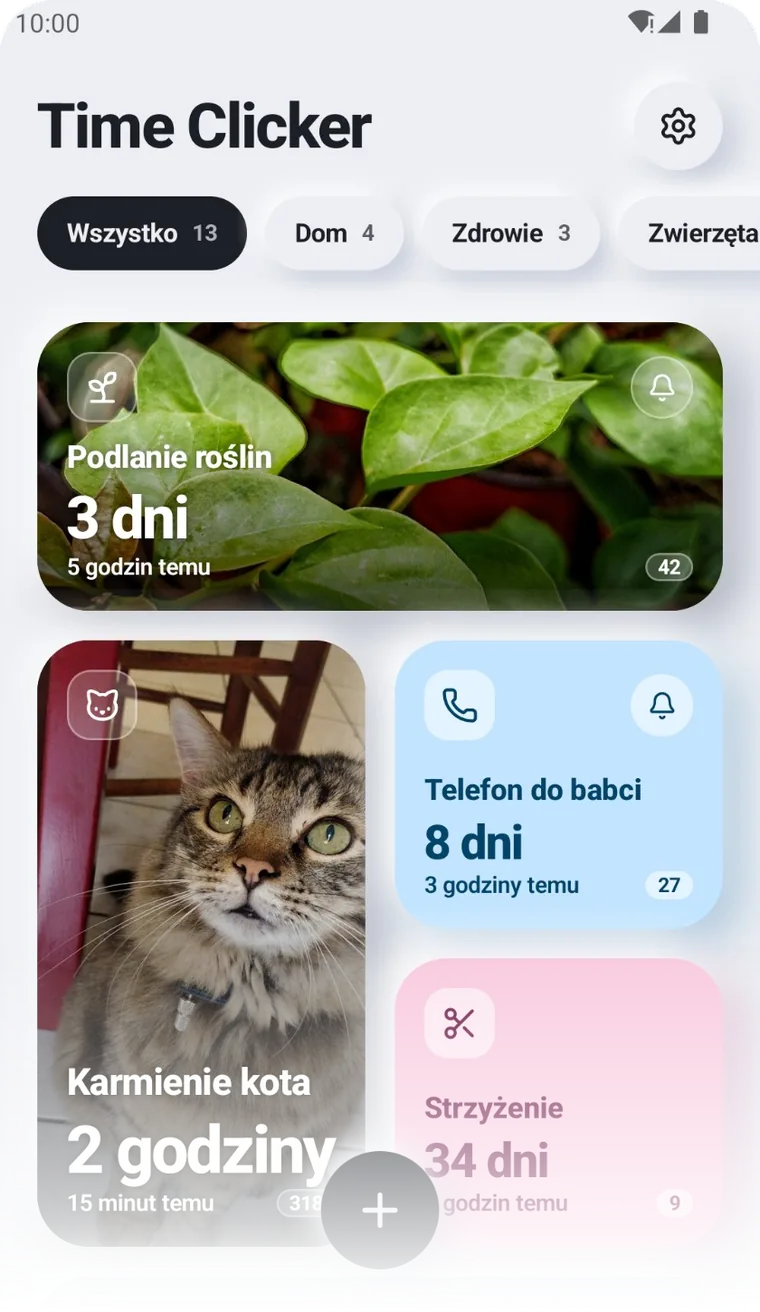 10:00
Time Clicker
Wszystko 13
Dom 4
Zdrowie 3
Zwierzęta
Podlanie roślin
3 dni
5 godzin temu
42
Karmienie kota
2 godziny
15 minut temu
318
Telefon do babci
8 dni
3 godziny temu
27
Strzyżenie
34 dni
godzin temu
9